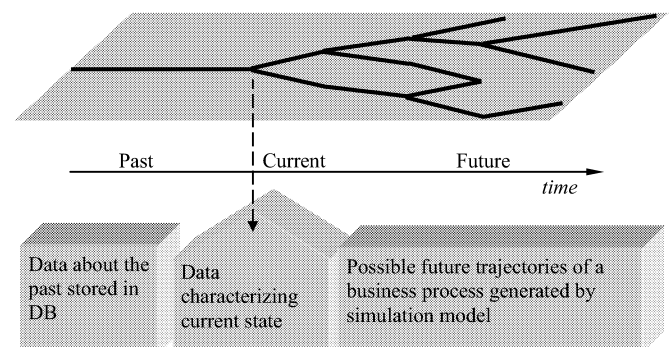 Past
Current
Future
time
Data about the
past stored in
DB
Data
characterizing
current state
Possible future trajectories of a
business process generated by
simulation model